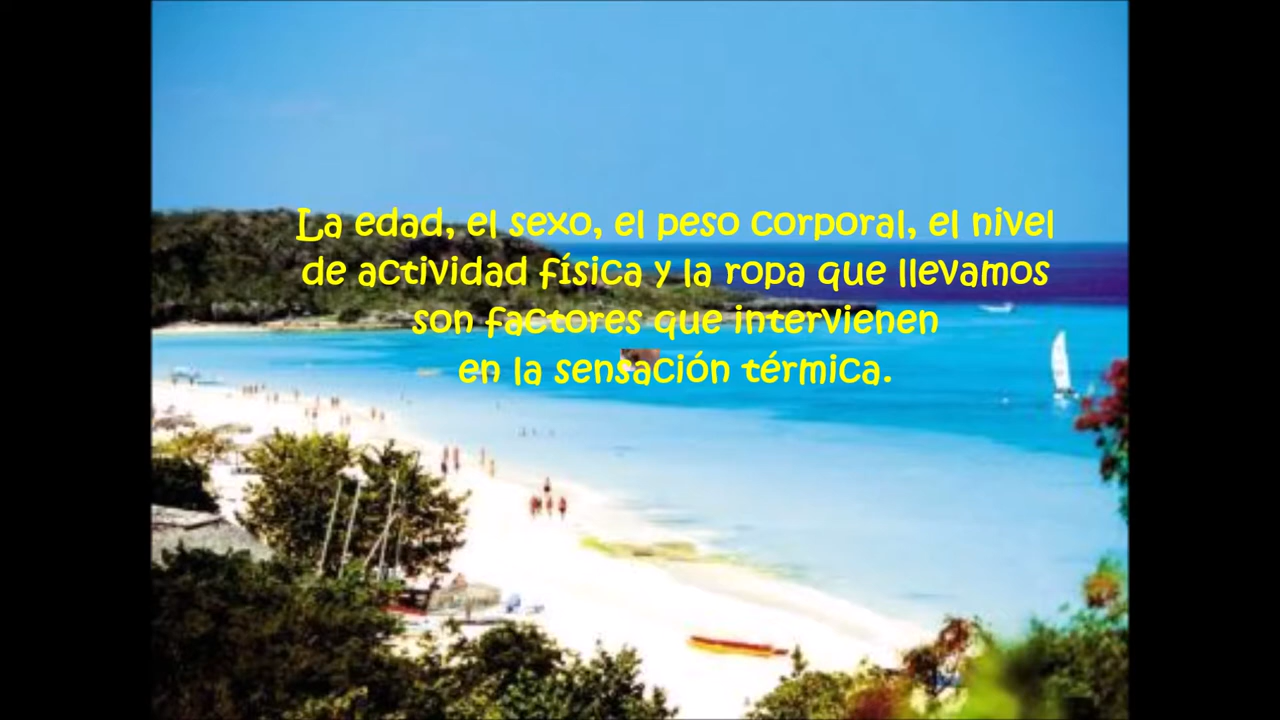 La edad, el sexo, el peso corporal, el nivel
de actividad física y la ropa que llevamos
son factores que intervienen
en la sensación térmica.